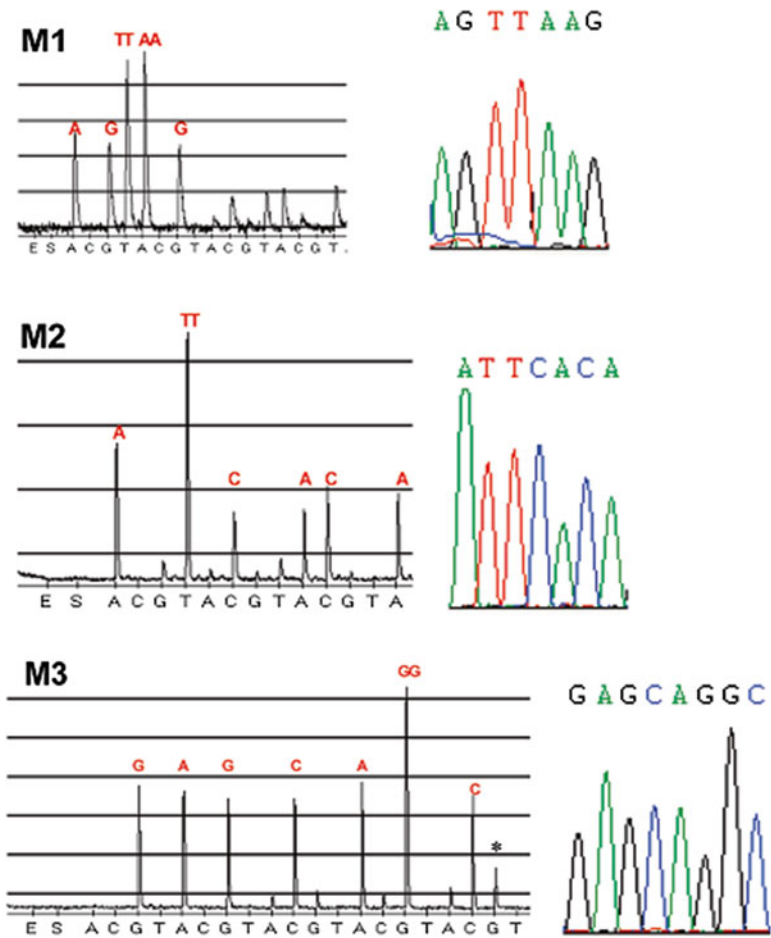 M1
TT AA
A G G
E S A C G T A C G T A C G T A C G T .
A G T T A A G
M2
TT
A
C A C A
E S A C G T A C G T A C G T A
A T T C A C A
M3
GG
G A G C A
C
*
E S A C G T A C G T A C G T A C G T
G A G C A G G C